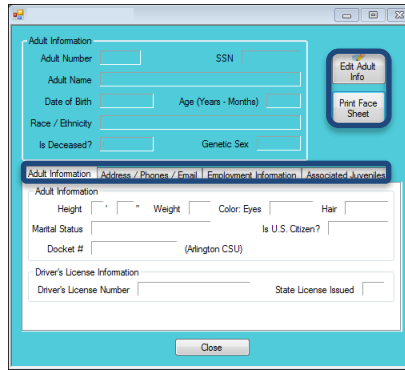 Adult Information
Adult Number SSN
Edit Adult Info
Adult Name
Date of Birth Age (Years - Months)
Print Face Sheet
Race / Ethnicity
Is Deceased? Genetic Sex
Adult Information Address / Phones / Email Employment Information Associated Juveniles
Adult Information
Height ' " Weight Color: Eyes Hair
Marital Status Is U.S. Citizen?
Docket # (Arlington CSU)
Driver's License Information
Driver's License Number State License Issued
Close